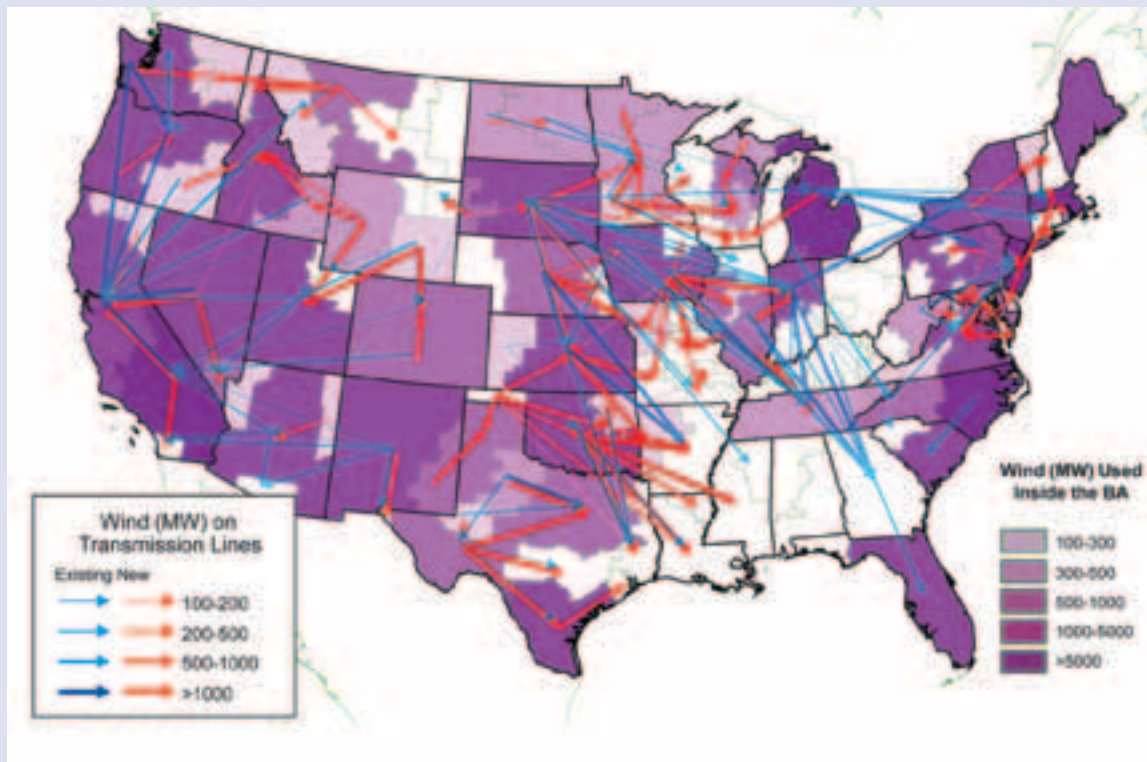 Wind (MW) on
Transmission Lines
Existing New
100-200
200-500
500-1000
>1000
Wind (MW) Used
Inside the BA
100-300
300-500
500-1000
1000-5000
>5000